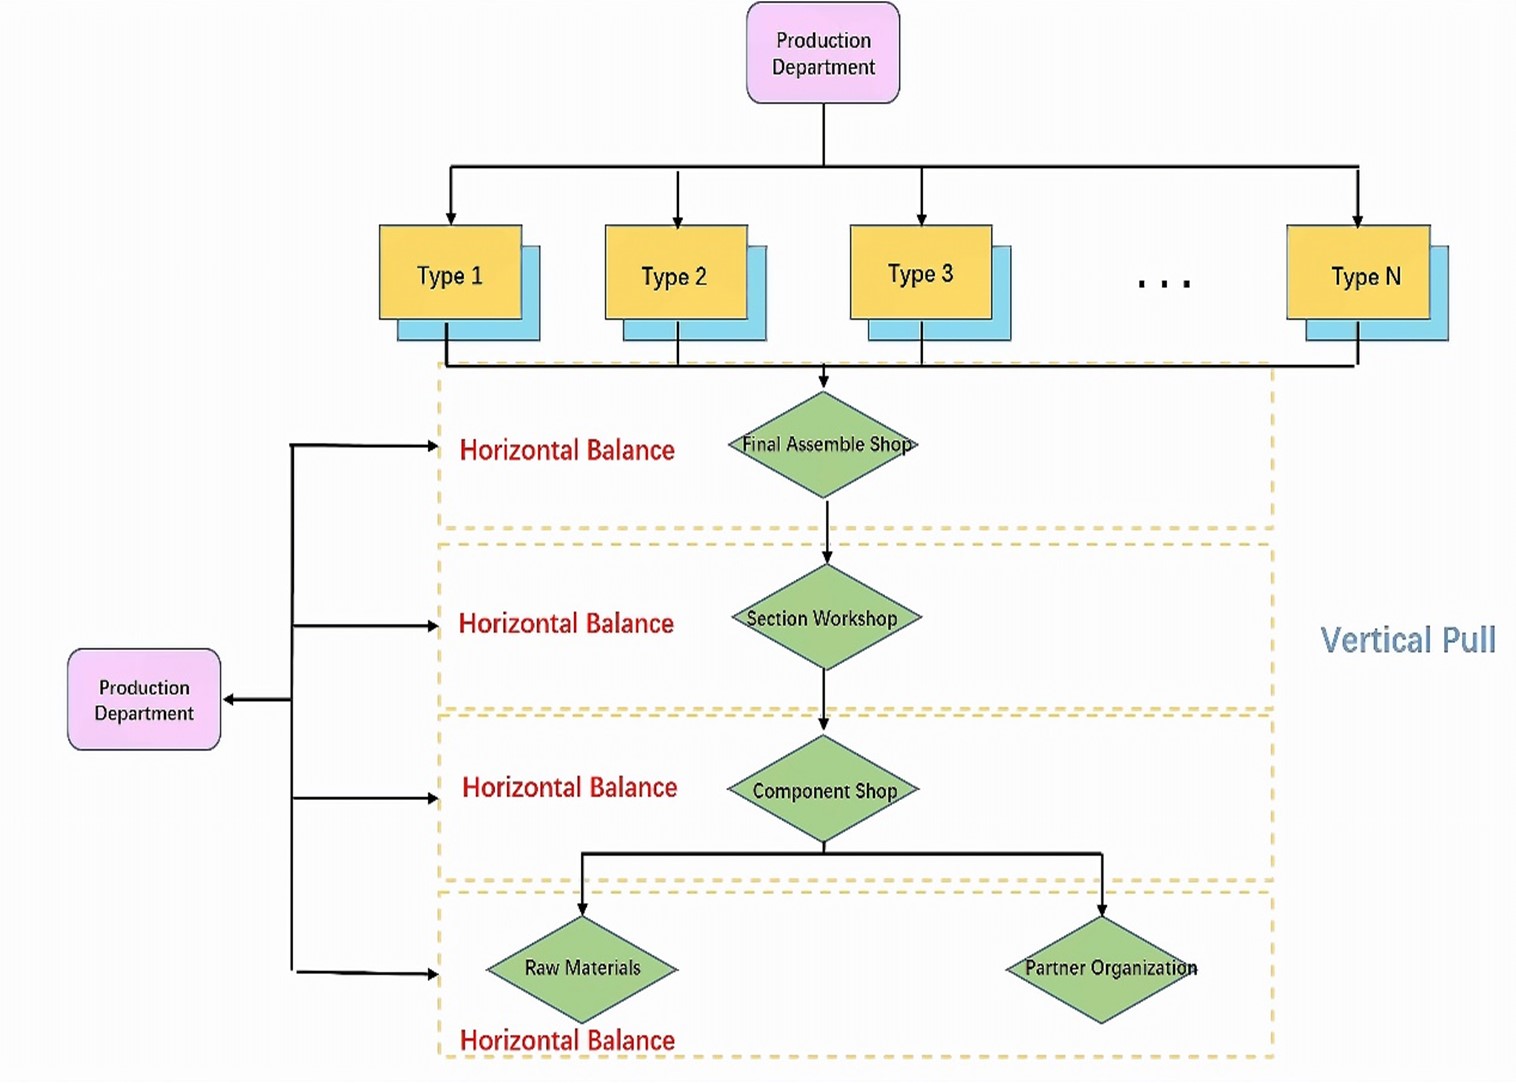 Production
Department
Type 1
Type 2
Type 3
...
Type N
Horizontal Balance
Final Assemble Shop
Horizontal Balance
Section Workshop
Vertical Pull
Production
Department
Horizontal Balance
Component Shop
Raw Materials
Partner Organization
Horizontal Balance